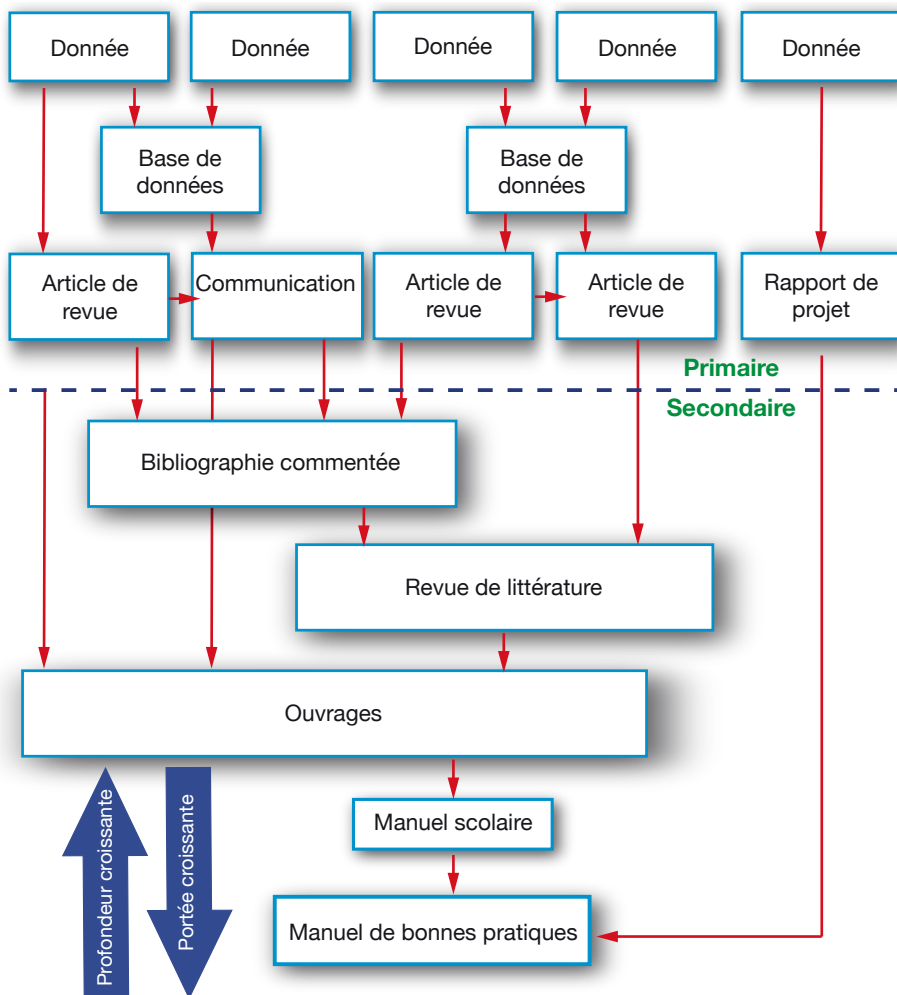 Donnée
Donnée
Donnée
Donnée
Donnée
Base de
données
Base de
données
Article de
revue
Communication
Article de
revue
Article de
revue
Rapport de
projet
Primaire
Secondaire
Bibliographie commentée
Revue de littérature
Ouvrages
Profondeur croissante
Portée croissante
Manuel scolaire
Manuel de bonnes pratiques